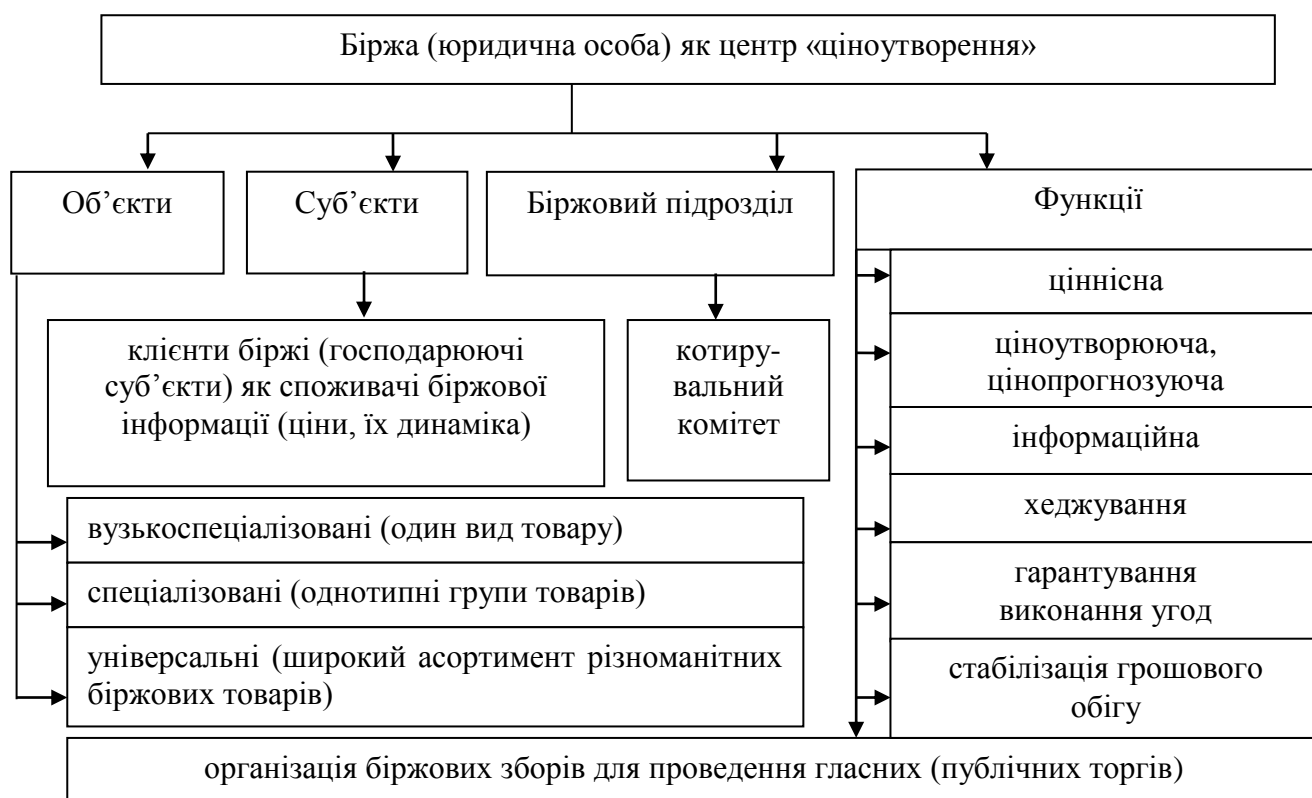 Біржа (юридична особа) як центр «ціноутворення»
Об’єкти
Суб’єкти
Біржовий підрозділ
Функції
клієнти біржі (господарюючі
суб’єкти) як споживачі біржової
інформації (ціни, їх динаміка)
котиру-
вальний
комітет
вузькоспеціалізовані (один вид товару)
спеціалізовані (однотипні групи товарів)
універсальні (широкий асортимент різноманітних
біржових товарів)
ціннісна
ціноутворююча,
цінопрогнозуюча
інформаційна
хеджування
гарантування
виконання угод
стабілізація грошового
обігу
організація біржових зборів для проведення гласних (публічних торгів)